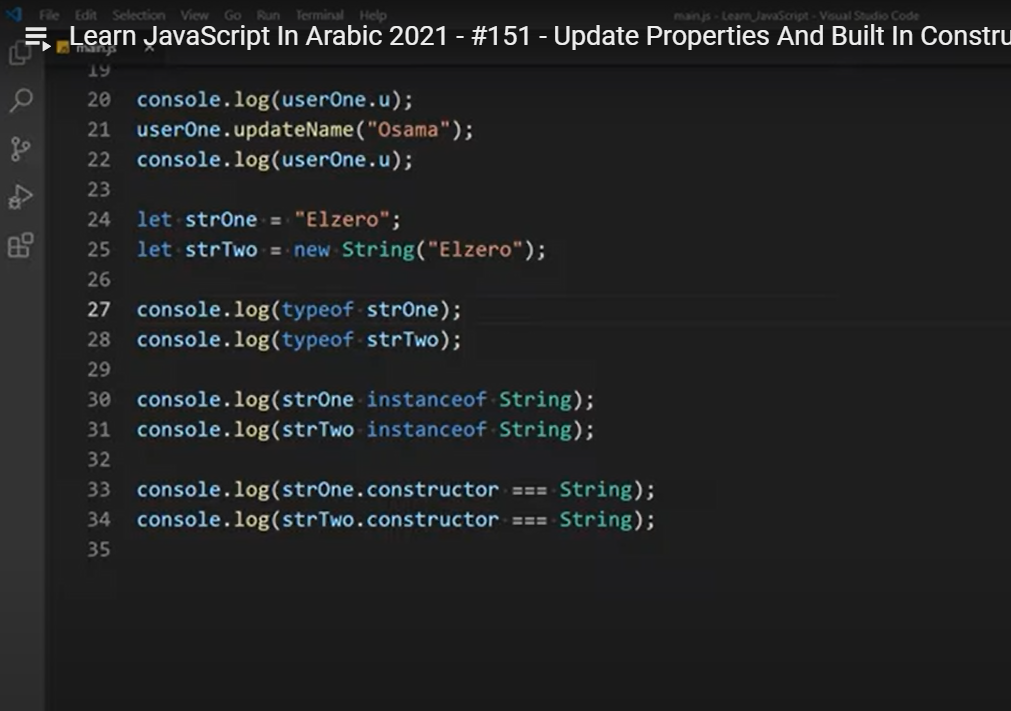 File Edit Selection View Go Run Terminal Help
main.js - Learn_JavaScript - Visual Studio Code
Learn JavaScript In Arabic 2021 - #151 - Update Properties And Built In Constru
main.js
19
20 console.log(userOne.u);
21 userOne.updateName("Osama");
22 console.log(userOne.u);
23
24 let strOne = "Elzero";
25 let strTwo = new String("Elzero");
26
27 console.log(typeof strOne);
28 console.log(typeof strTwo);
29
30 console.log(strOne instanceof String);
31 console.log(strTwo instanceof String);
32
33 console.log(strOne.constructor === String);
34 console.log(strTwo.constructor === String);
35